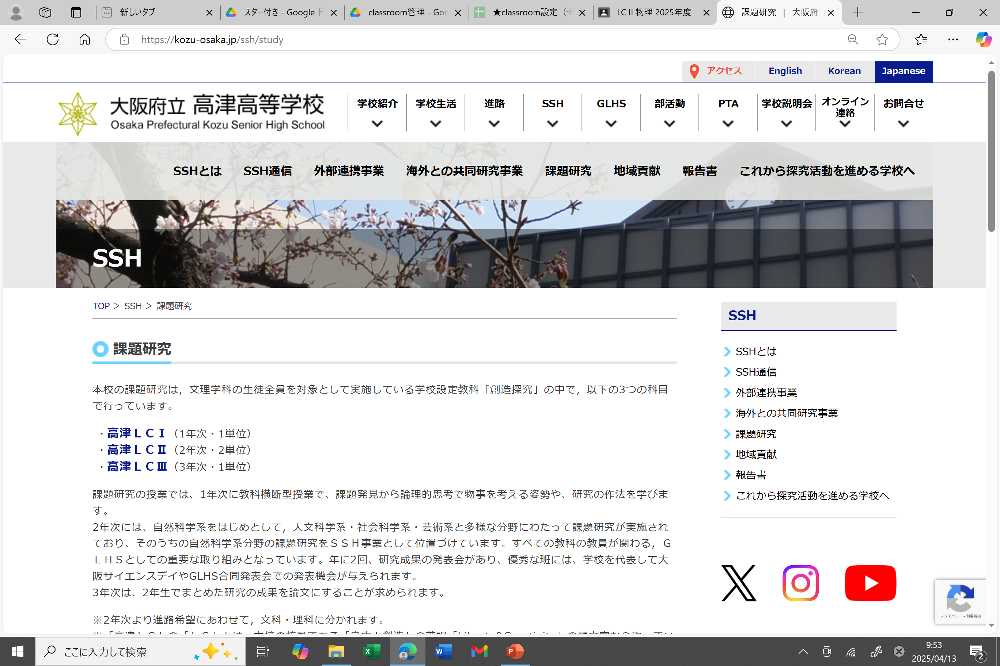 新しいタブ
スター付き - Google ド
classroom管理 - Goo
★classroom設定（全
LCⅡ物理 2025年度
課題研究 | 大阪府立
https://kozu-osaka.jp/ssh/study
アクセス
English
Korean
Japanese
大阪府立 高津高等学校
Osaka Prefectural Kozu Senior High School
学校紹介
学校生活
進路
SSH
GLHS
部活動
PTA
学校説明会
オンライン
連絡
お問合せ
SSHとは
SSH通信
外部連携事業
海外との共同研究事業
課題研究
地域貢献
報告書
これから探究活動を進める学校へ
SSH
TOP ＞ SSH ＞ 課題研究
課題研究
本校の課題研究は，文理学科の生徒全員を対象として実施している学校設定教科「創造探究」の中で，以下の3つの科目
で行っています。
・高津ＬＣⅠ（1年次・1単位）
・高津ＬＣⅡ（2年次・2単位）
・高津ＬＣⅢ（3年次・1単位）
課題研究の授業では、1年次に教科横断型授業で、課題発見から論理的思考で物事を考える姿勢や、研究の作法を学びま
す。
2年次には、自然科学系をはじめとして，人文科学系・社会科学系・芸術系と多様な分野にわたって課題研究が実施され
ており、そのうちの自然科学系分野の課題研究をＳＳＨ事業として位置づけています。すべての教科の教員が関わる，Ｇ
ＬＨＳとしての重要な取り組みとなっています。年に2回、研究成果の発表会があり、優秀な班には、学校を代表して大
阪サイエンスデイやGLHS合同発表会での発表機会が与えられます。
3年次は、2年生でまとめた研究の成果を論文にすることが求められます。
※2年次より進路希望にあわせて，文科・理科に分かれます。
SSH
SSHとは
SSH通信
外部連携事業
海外との共同研究事業
課題研究
地域貢献
報告書
これから探究活動を進める学校へ
プライバシー - 利用規約
ここに入力して検索
9:53
2025/04/13
2